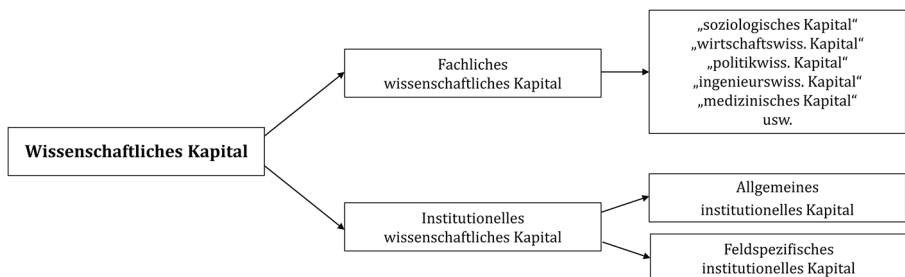 Wissenschaftliches Kapital
Fachliches
wissenschaftliches Kapital
„soziologisches Kapital“
„wirtschaftswiss. Kapital“
„politikwiss. Kapital“
„ingenieurswiss. Kapital“
„medizinisches Kapital“
usw.
Institutionelles
wissenschaftliches Kapital
Allgemeines
institutionelles Kapital
Feldspezifisches
institutionelles Kapital